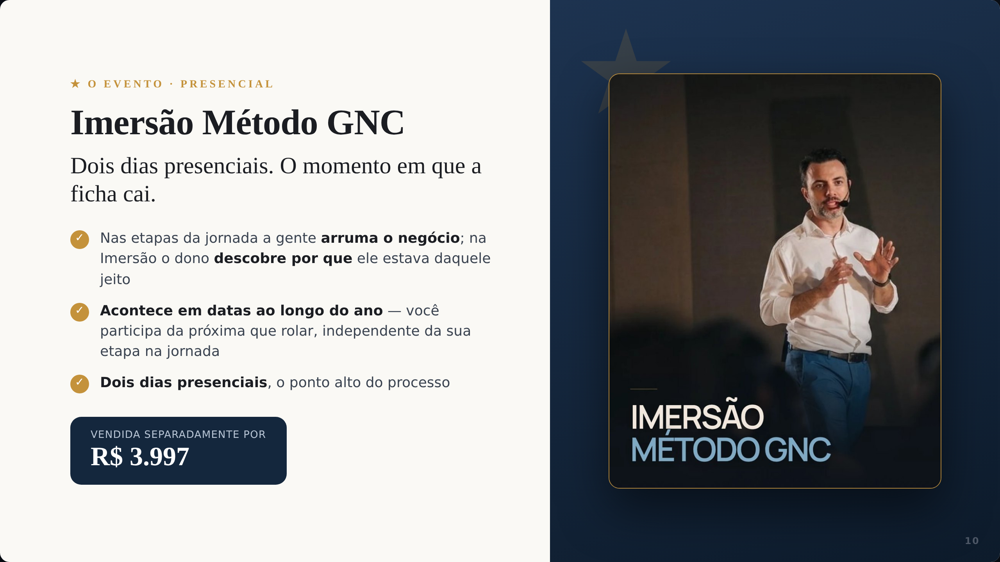 ★ O EVENTO · PRESENCIAL
Imersão Método GNC
Dois dias presenciais. O momento em que a
ficha cai.
✓ Nas etapas da jornada a gente arruma o negócio; na
Imersão o dono descobre por que ele estava daquele
jeito
✓ Acontece em datas ao longo do ano — você
participa da próxima que rolar, independente da sua
etapa na jornada
✓ Dois dias presenciais, o ponto alto do processo
VENDIDA SEPARADAMENTE POR
R$ 3.997
IMERSÃO
MÉTODO GNC
10